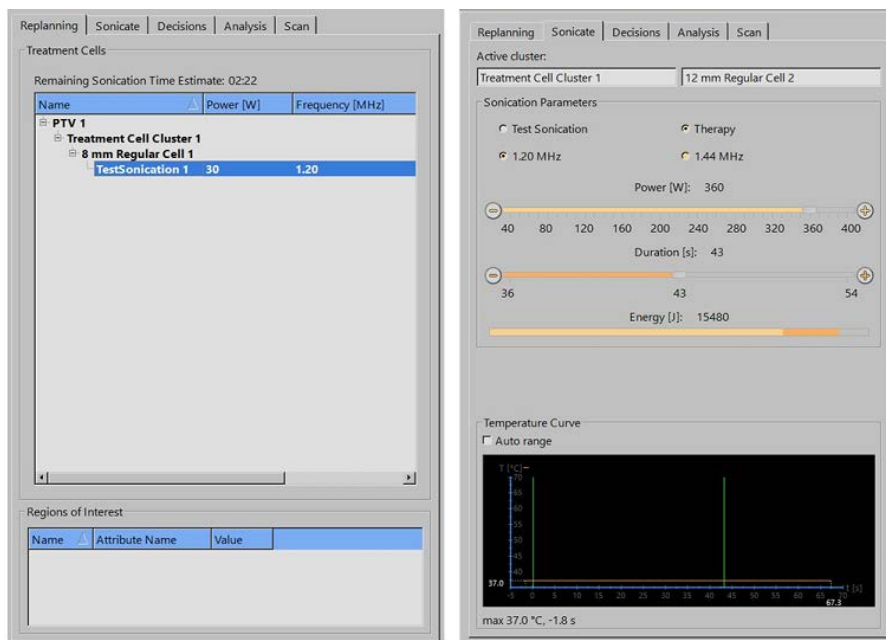 Replanning Sonicate Decisions Analysis Scan
Treatment Cells
Remaining Sonication Time Estimate: 02:22
Name Power [W] Frequency [MHz]
PTV 1
Treatment Cell Cluster 1
8 mm Regular Cell 1
TestSonication 1 30 1.20
Regions of Interest
Name Attribute Name Value
Replanning Sonicate Decisions Analysis Scan
Active cluster:
Treatment Cell Cluster 1 12 mm Regular Cell 2
Sonication Parameters
Test Sonication Therapy
1.20 MHz 1.44 MHz
Power [W]: 360
40 80 120 160 200 240 280 320 360 400
Duration [s]: 43
36 43 54
Energy [J]: 15480
Temperature Curve
Auto range
T [°C]
70
65
60
55
50
45
40
37.0
-5 0 5 10 15 20 25 30 35 40 45 50 55 60 65 70 t [s]
67.3
max 37.0 °C, -1.8 s